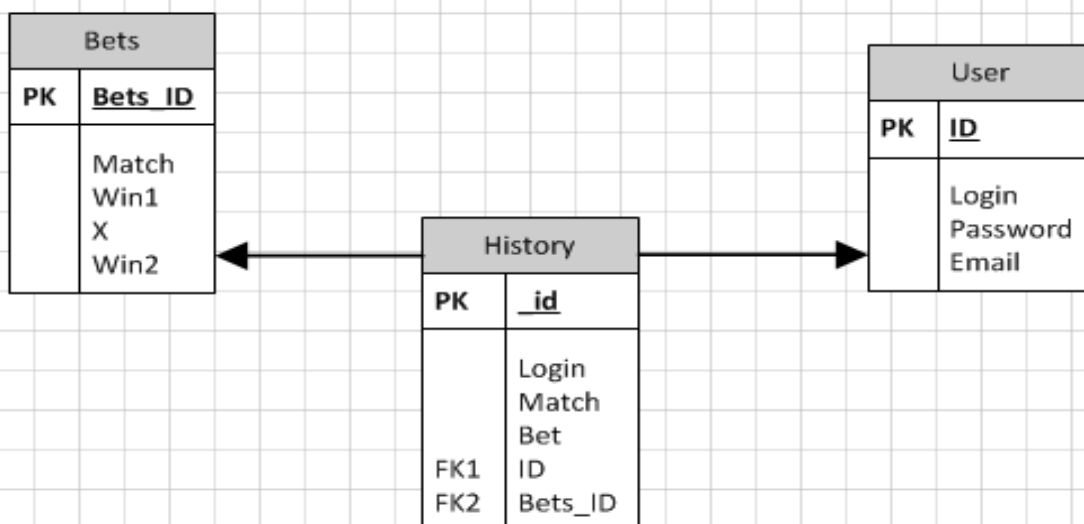 Bets
PK Bets_ID
Match
Win1
X
Win2
User
PK ID
Login
Password
Email
History
PK _id
Login
Match
Bet
FK1 ID
FK2 Bets_ID